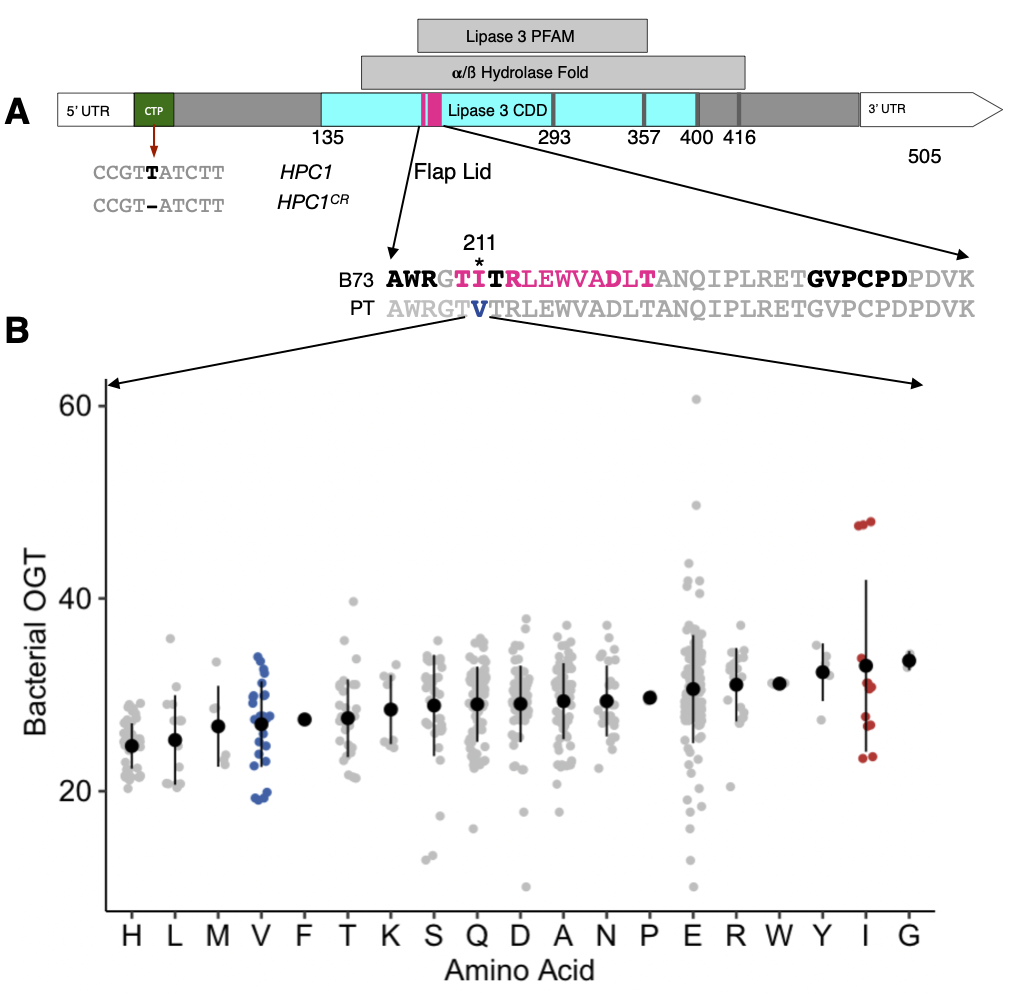 Lipase 3 PFAM
α/ß Hydrolase Fold
A
5' UTR CTP Lipase 3 CDD 3' UTR
135 293 357 400 416 505
CCGTTATCTT HPC1 Flap Lid
CCGT–ATCTT HPC1CR
211
*
B73 AWRGTITRLEWVADLTANQIPLRETGVPCPDPDVK
PT AWRGTVTRLEWVADLTANQIPLRETGVPCPDPDVK
B
60
40
20
Bacterial OGT
H L M V F T K S Q D A N P E R W Y I G
Amino Acid